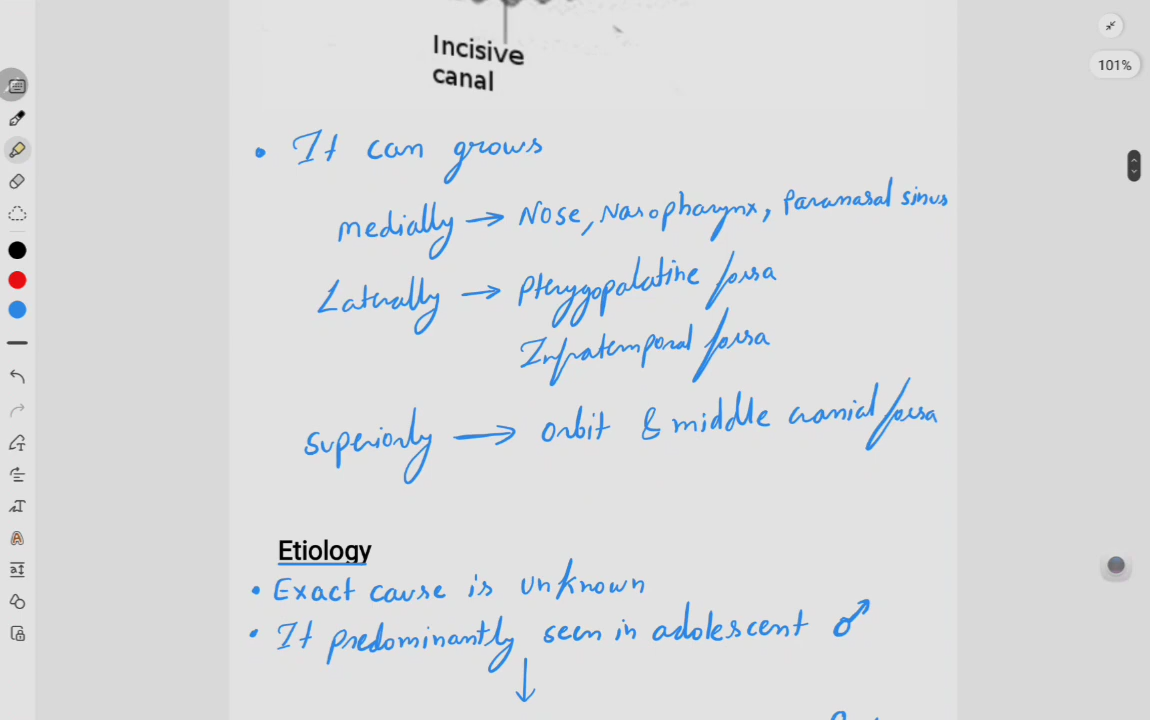 Incisive
canal
101%
• It can grows
medially → Nose, Nasopharynx, Paranasal sinus
Laterally → Pterygopalatine fossa
Infratemporal fossa
Superiorly → orbit & middle cranial fossa
Etiology
• Exact cause is unknown
• It predominantly seen in adolescent ♂
↓